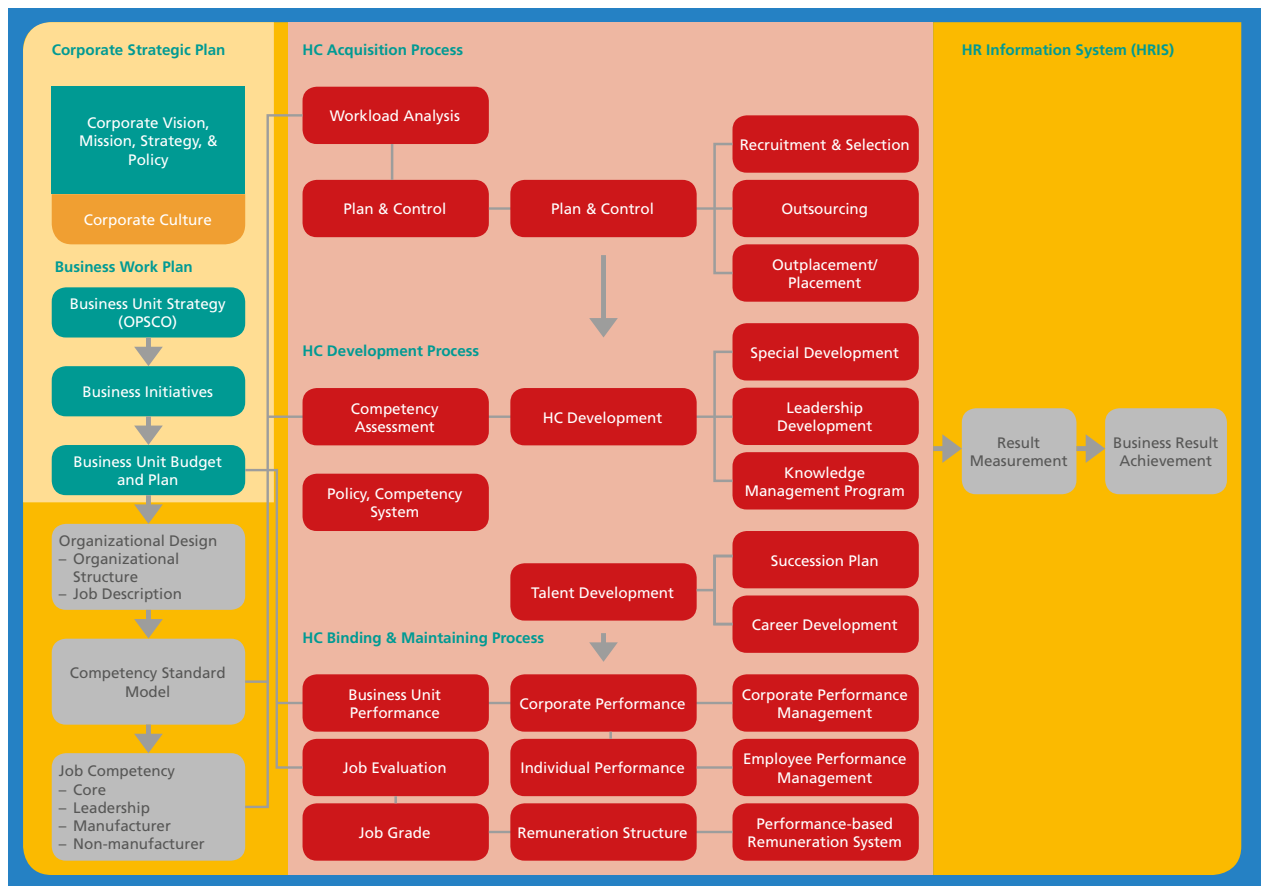 Corporate Strategic Plan
Corporate Vision,
Mission, Strategy, &
Policy
Corporate Culture
Business Work Plan
Business Unit Strategy
(OPSCO)
Business Initiatives
Business Unit Budget
and Plan
Organizational Design
– Organizational
Structure
– Job Description
Competency Standard
Model
Job Competency
– Core
– Leadership
– Manufacturer
– Non-manufacturer
HC Acquisition Process
Workload Analysis
Plan & Control
Plan & Control
Recruitment & Selection
Outsourcing
Outplacement/
Placement
HC Development Process
Competency
Assessment
HC Development
Special Development
Leadership
Development
Knowledge
Management Program
Policy, Competency
System
Talent Development
Succession Plan
Career Development
HC Binding & Maintaining Process
Business Unit
Performance
Corporate Performance
Corporate Performance
Management
Job Evaluation
Individual Performance
Employee Performance
Management
Job Grade
Remuneration Structure
Performance-based
Remuneration System
HR Information System (HRIS)
Result
Measurement
Business Result
Achievement